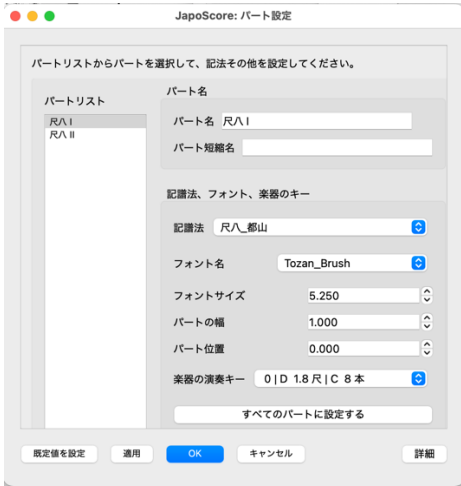 JapoScore: パート設定
パートリストからパートを選択して、記法その他を設定してください。
パートリスト
尺八 I
尺八 II
パート名
パート名 尺八 I
パート短縮名
記譜法、フォント、楽器のキー
記譜法 尺八_都山
フォント名 Tozan_Brush
フォントサイズ 5.250
パートの幅 1.000
パート位置 0.000
楽器の演奏キー 0 | D 1.8 尺 | C 8 本
すべてのパートに設定する
既定値を設定 適用 OK キャンセル 詳細